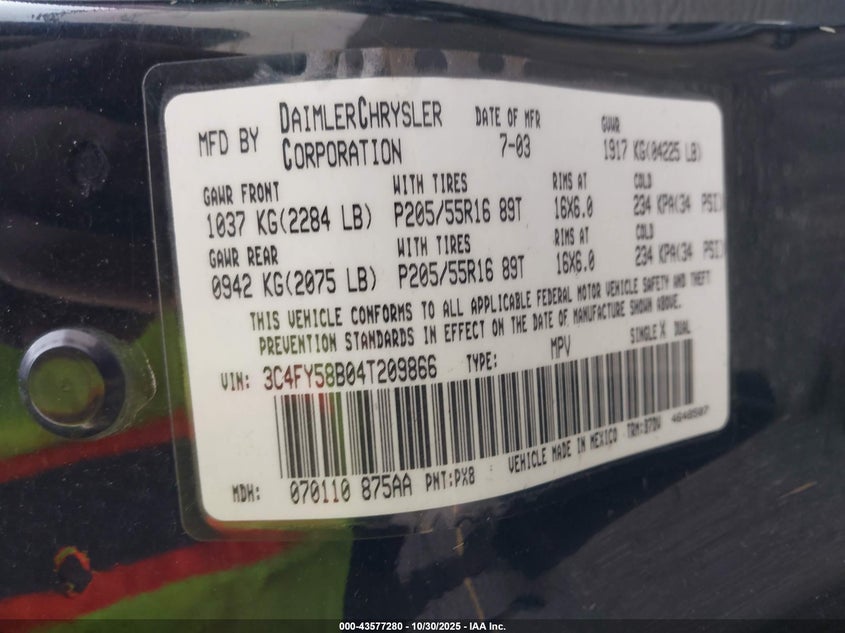 MFD BY DAIMLERCHRYSLER CORPORATION
DATE OF MFR 7-03
GVWR 1917 KG(04225 LB)
GAWR FRONT WITH TIRES RIMS AT COLD
1037 KG(2284 LB) P205/55R16 89T 16X6.0 234 KPA(34 PSI)
GAWR REAR WITH TIRES RIMS AT COLD
0942 KG(2075 LB) P205/55R16 89T 16X6.0 234 KPA(34 PSI)
THIS VEHICLE CONFORMS TO ALL APPLICABLE FEDERAL MOTOR VEHICLE SAFETY AND THEFT
PREVENTION STANDARDS IN EFFECT ON THE DATE OF MANUFACTURE SHOWN ABOVE.
VIN: 3C4FY58B04T209866 TYPE: MPV SINGLE X DUAL
MDH: 070110 875AA PNT:PX8 VEHICLE MADE IN MEXICO TRM:B7DV 4648507
000-43577280 - 10/30/2025 - IAA Inc.